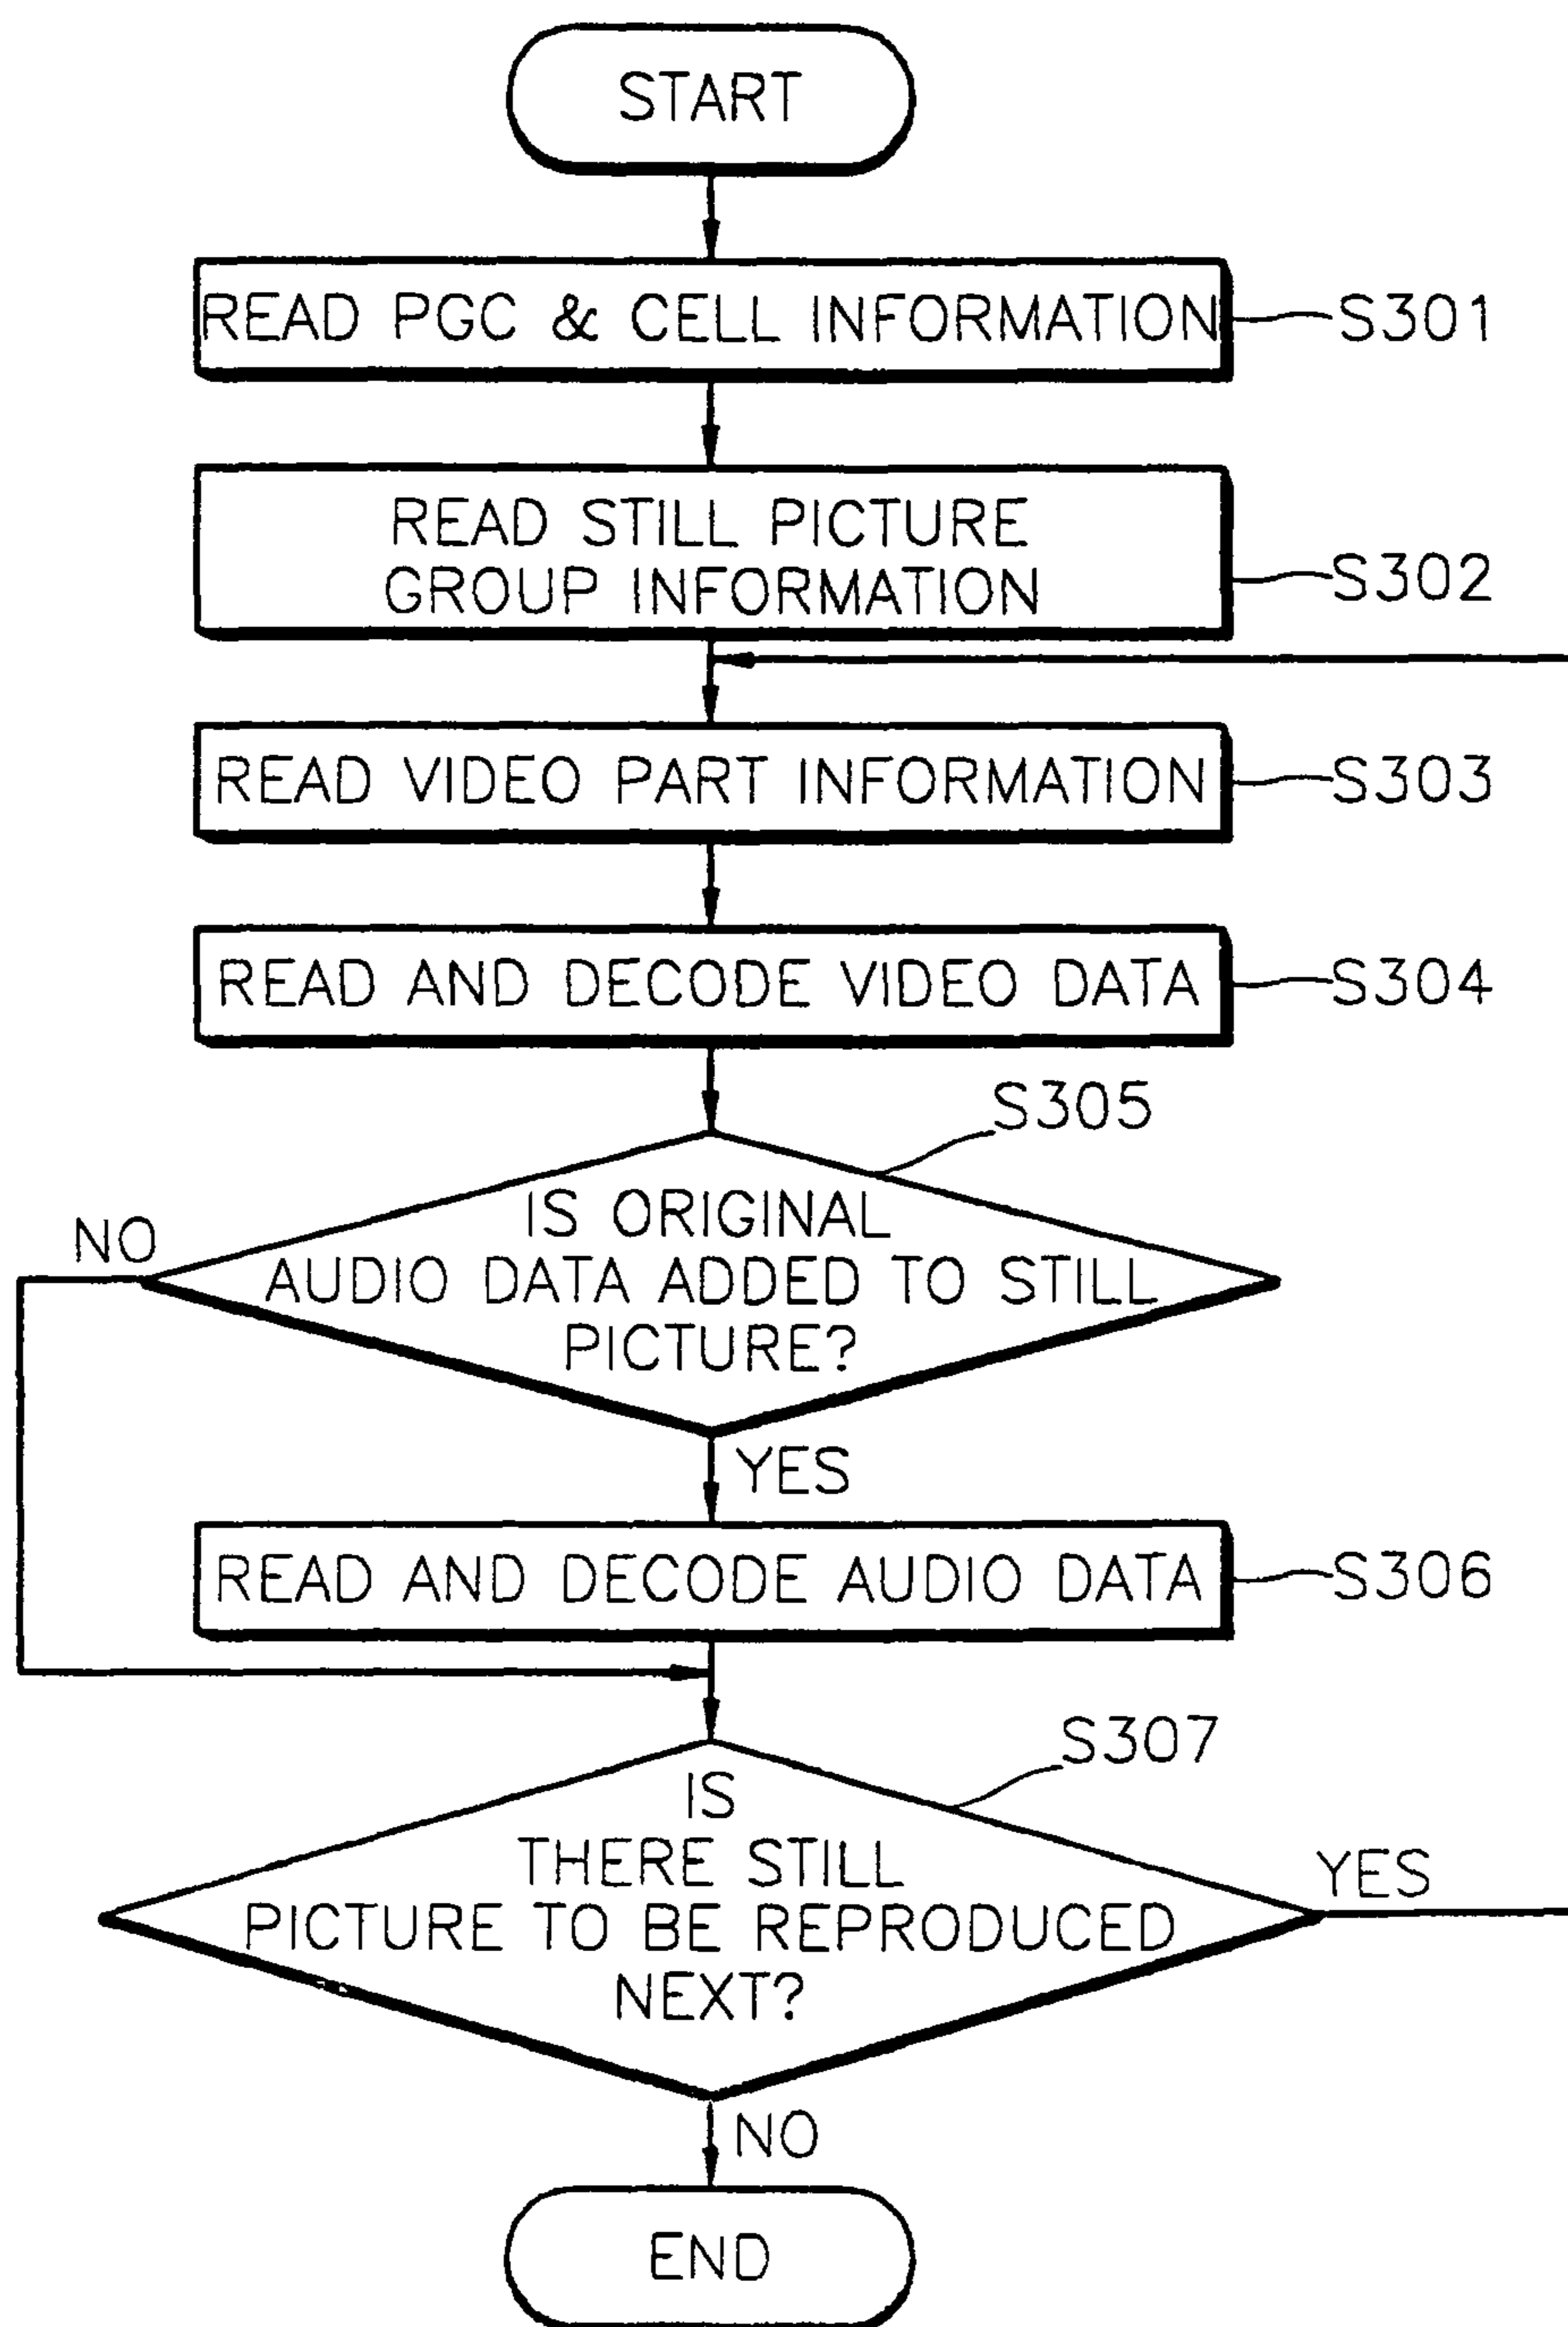 START
READ PGC & CELL INFORMATION
S301
READ STILL PICTURE
GROUP INFORMATION
S302
READ VIDEO PART INFORMATION
S303
READ AND DECODE VIDEO DATA
S304
S305
IS ORIGINAL
AUDIO DATA ADDED TO STILL
PICTURE?
NO
YES
READ AND DECODE AUDIO DATA
S306
S307
IS
THERE STILL
PICTURE TO BE REPRODUCED
NEXT?
YES
NO
END